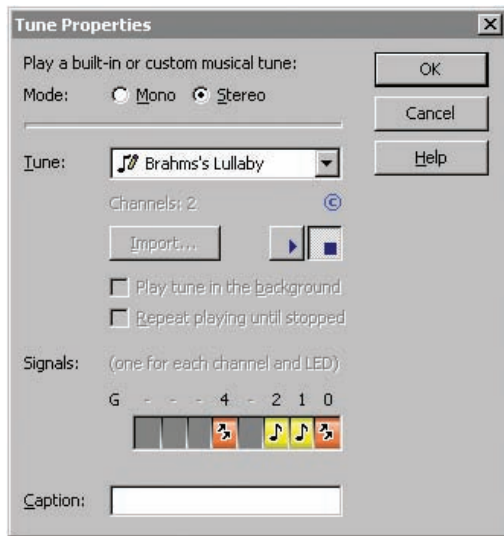 Tune Properties
Play a built-in or custom musical tune:
OK
Mode: Mono Stereo
Cancel
Tune: Brahms's Lullaby
Help
Channels: 2 ©
Import...
Play tune in the background
Repeat playing until stopped
Signals: (one for each channel and LED)
G - - - 4 - 2 1 0
Caption: